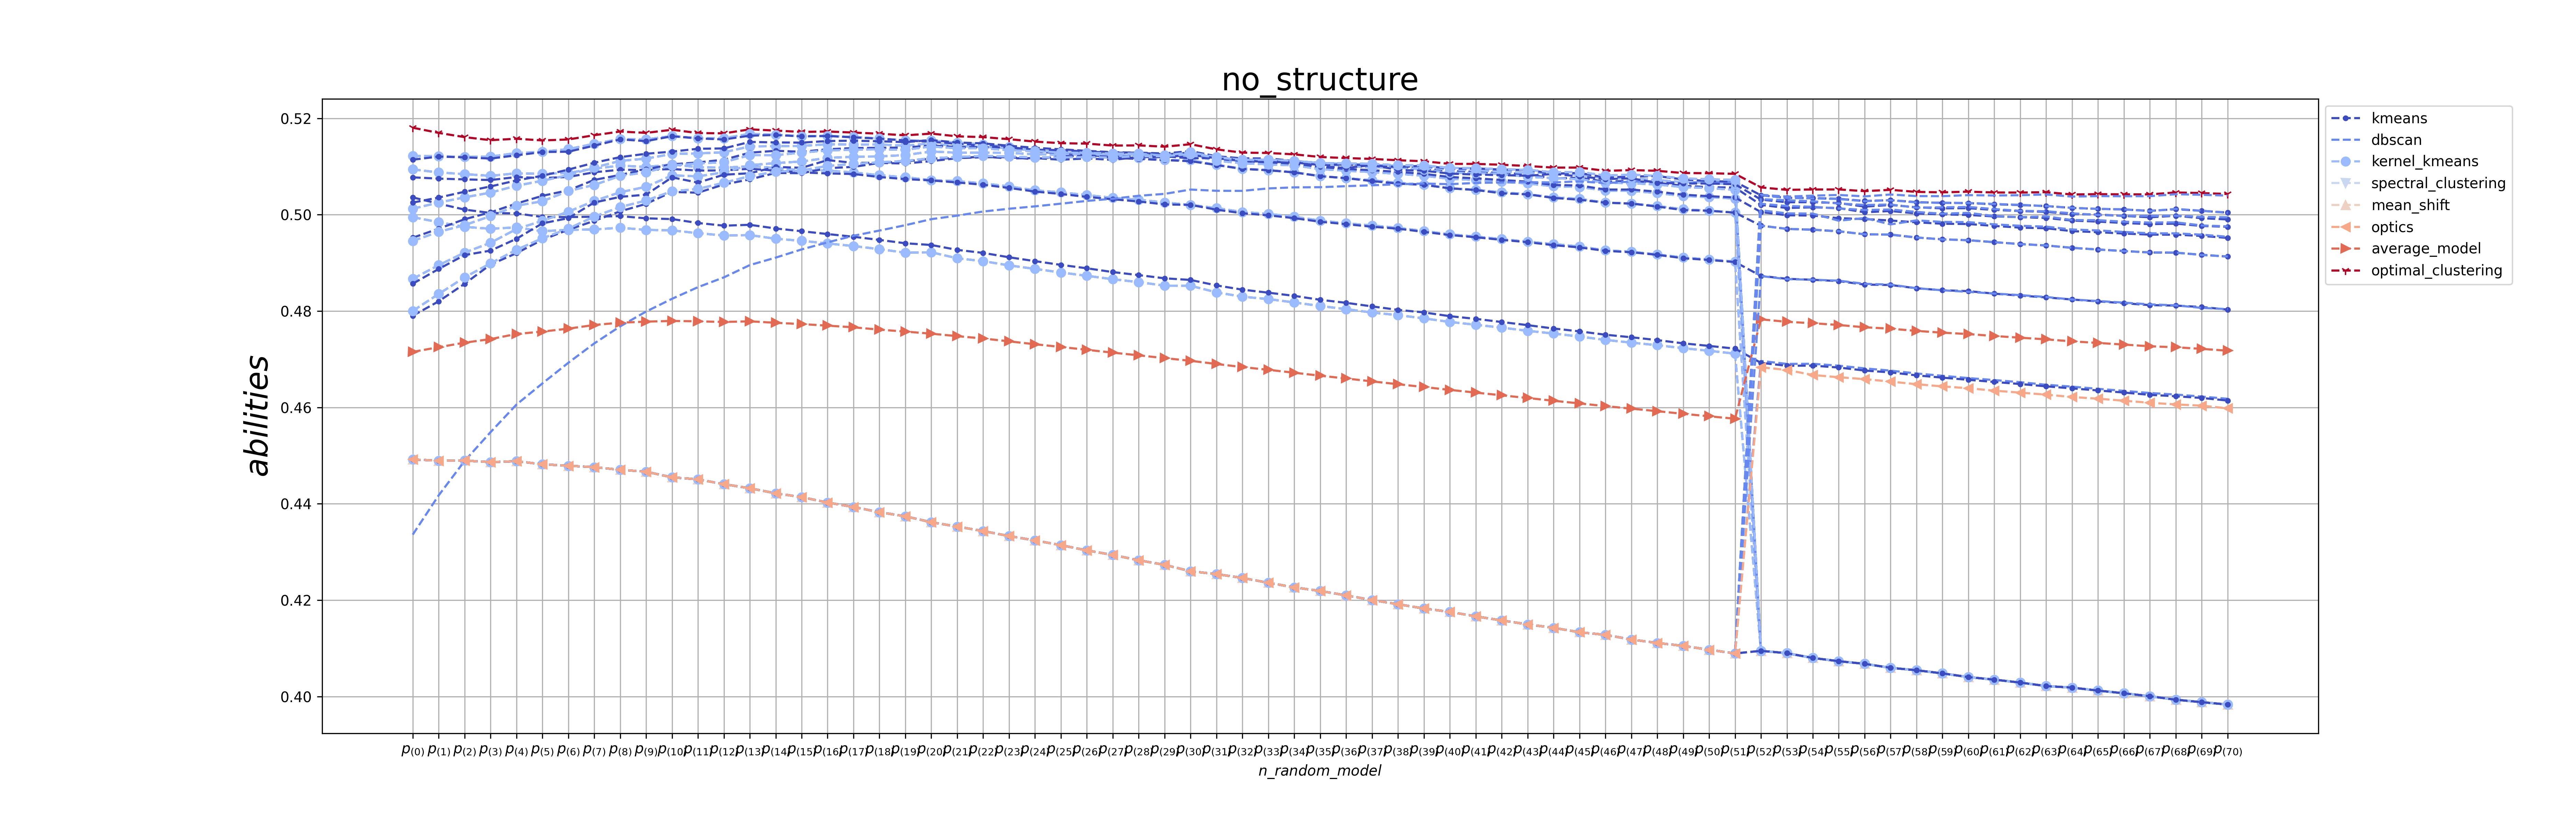 no_structure
0.52
0.50
0.48
0.46
0.44
0.42
0.40
abilities
p(0) p(1) p(2) p(3) p(4) p(5) p(6) p(7) p(8) p(9) p(10) p(11) p(12) p(13) p(14) p(15) p(16) p(17) p(18) p(19) p(20) p(21) p(22) p(23) p(24) p(25) p(26) p(27) p(28) p(29) p(30) p(31) p(32) p(33) p(34) p(35) p(36) p(37) p(38) p(39) p(40) p(41) p(42) p(43) p(44) p(45) p(46) p(47) p(48) p(49) p(50) p(51) p(52) p(53) p(54) p(55) p(56) p(57) p(58) p(59) p(60) p(61) p(62) p(63) p(64) p(65) p(66) p(67) p(68) p(69) p(70)
n_random_model
kmeans
dbscan
kernel_kmeans
spectral_clustering
mean_shift
optics
average_model
optimal_clustering